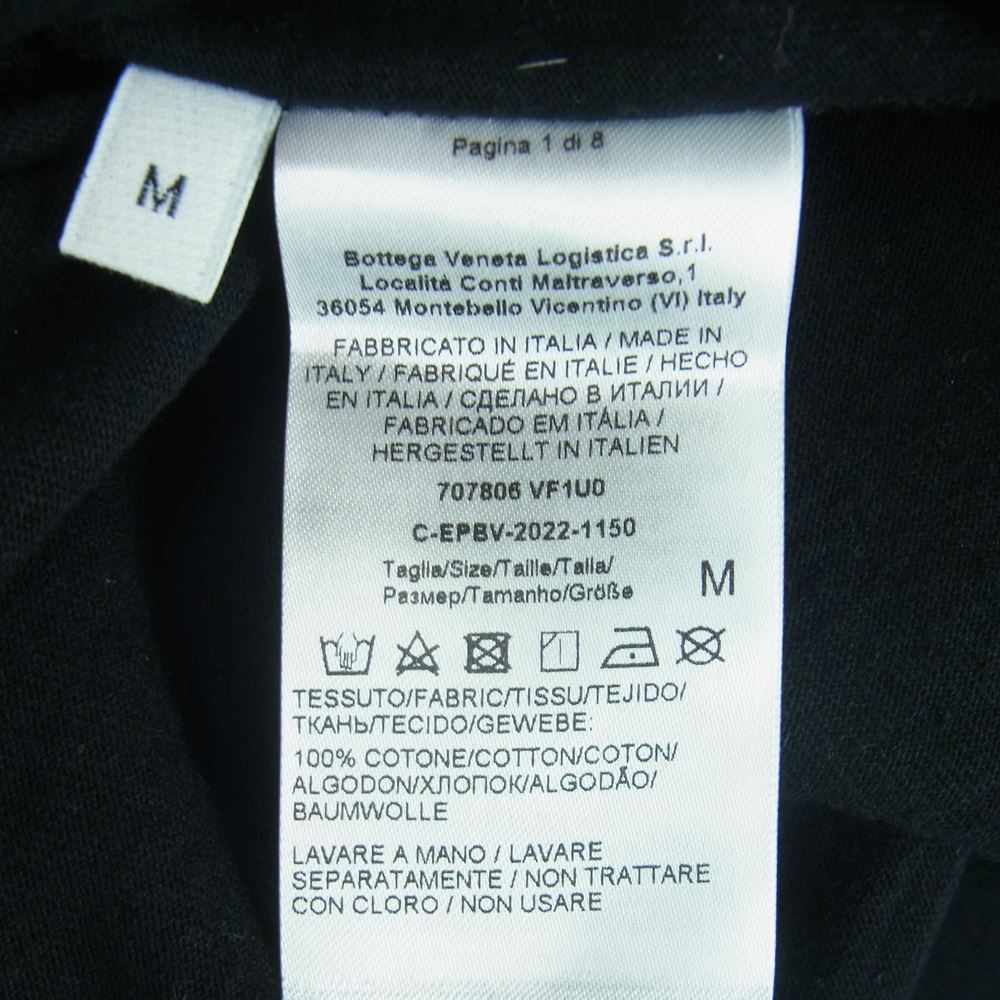 M
Pagina 1 di 8
Bottega Veneta Logistica S.r.l.
Località Conti Maltraverso,1
36054 Montebello Vicentino (VI) Italy
FABBRICATO IN ITALIA / MADE IN
ITALY / FABRIQUÉ EN ITALIE / HECHO
EN ITALIA / СДЕЛАНО В ИТАЛИИ /
FABRICADO EM ITÁLIA /
HERGESTELLT IN ITALIEN
707806 VF1U0
C-EPBV-2022-1150
Taglia/Size/Taille/Talla/
Размер/Tamanho/Größe
M
TESSUTO/FABRIC/TISSU/TEJIDO/
ТКАНЬ/TECIDO/GEWEBE:
100% COTONE/COTTON/COTON/
ALGODON/ХЛОПОК/ALGODÃO/
BAUMWOLLE
LAVARE A MANO / LAVARE
SEPARATAMENTE / NON TRATTARE
CON CLORO / NON USARE